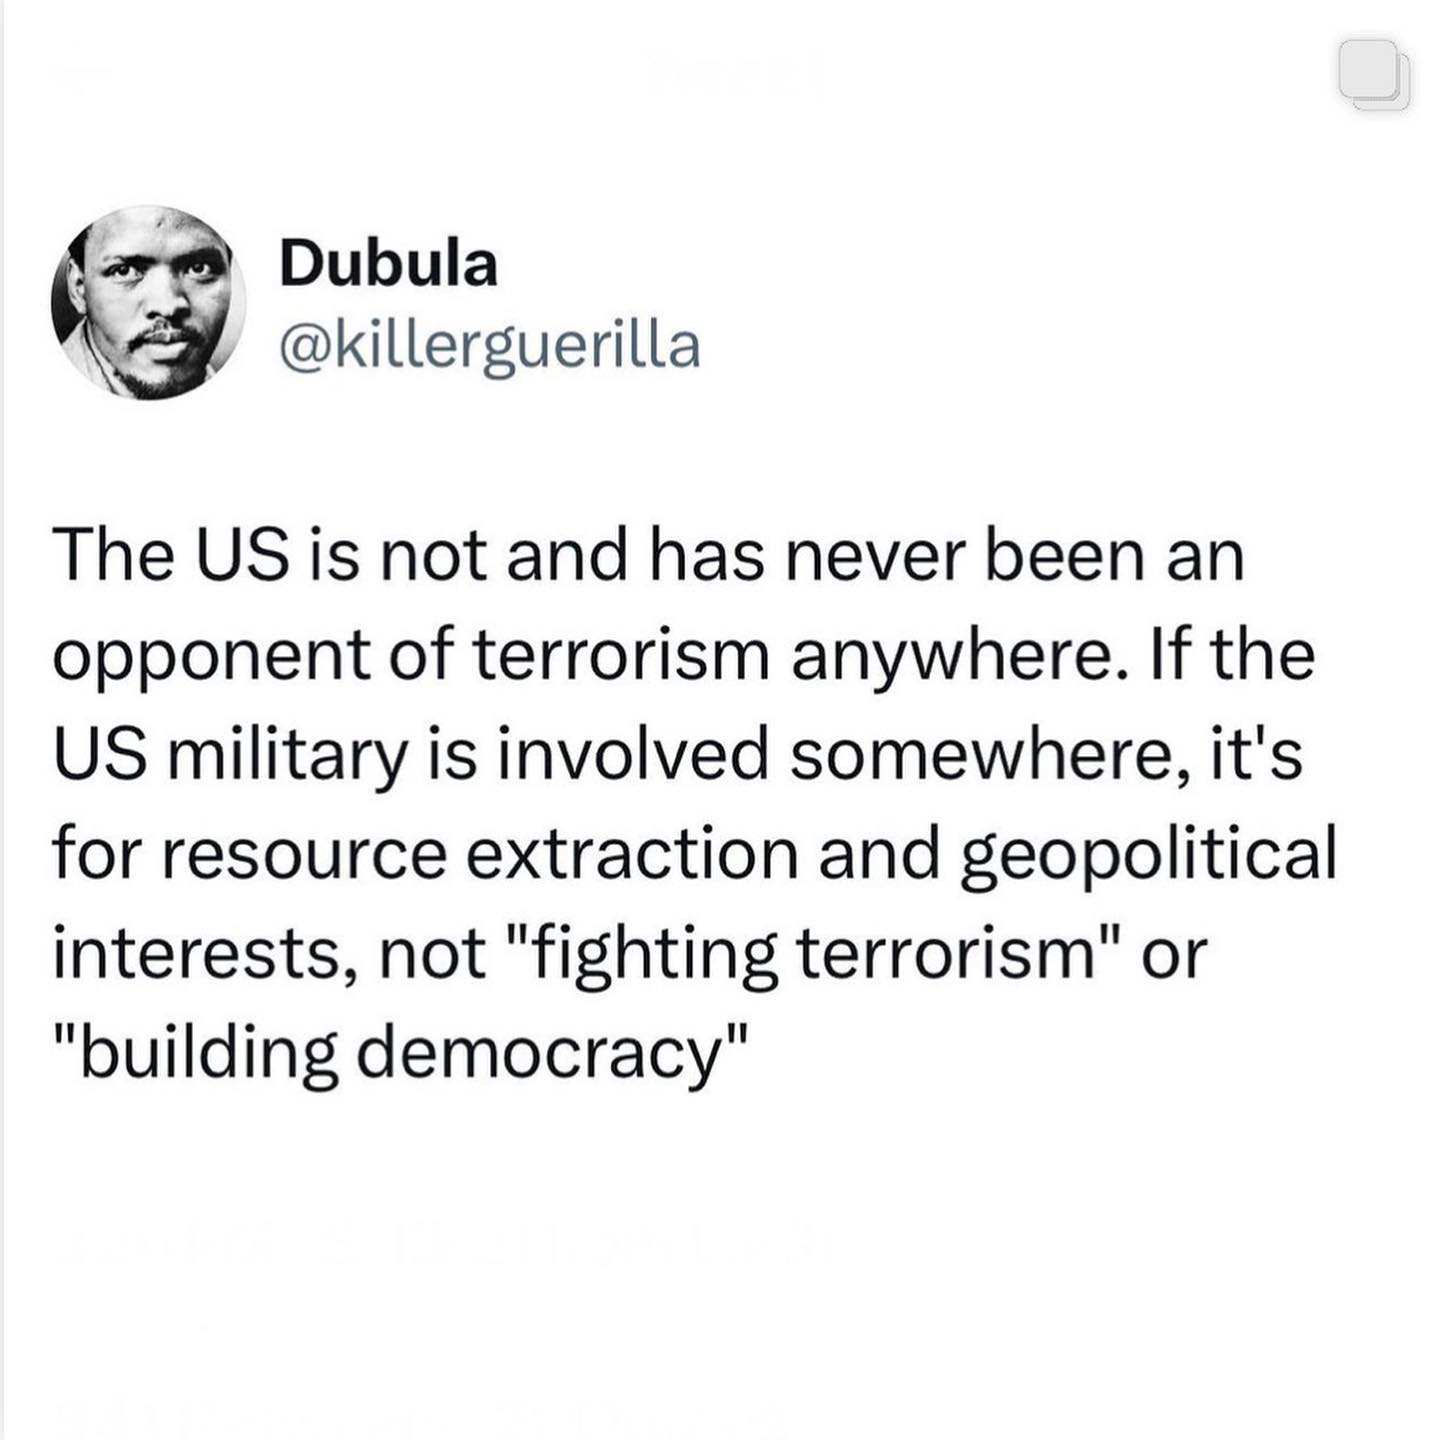 Dubula
@killerguerilla
The US is not and has never been an
opponent of terrorism anywhere. If the
US military is involved somewhere, it's
for resource extraction and geopolitical
interests, not "fighting terrorism" or
"building democracy"